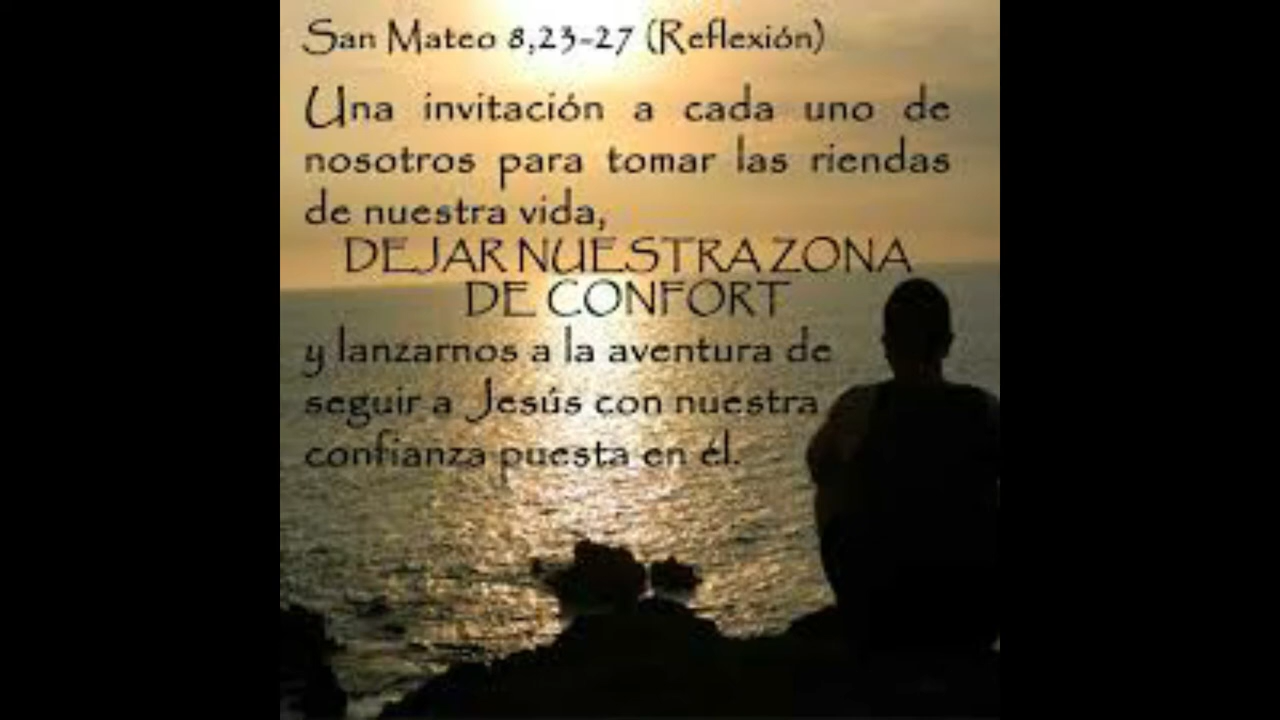 San Mateo 8,23-27 (Reflexión)
Una invitación a cada uno de
nosotros para tomar las riendas
de nuestra vida,
DEJAR NUESTRA ZONA
DE CONFORT
y lanzarnos a la aventura de
seguir a Jesús con nuestra
confianza puesta en él.